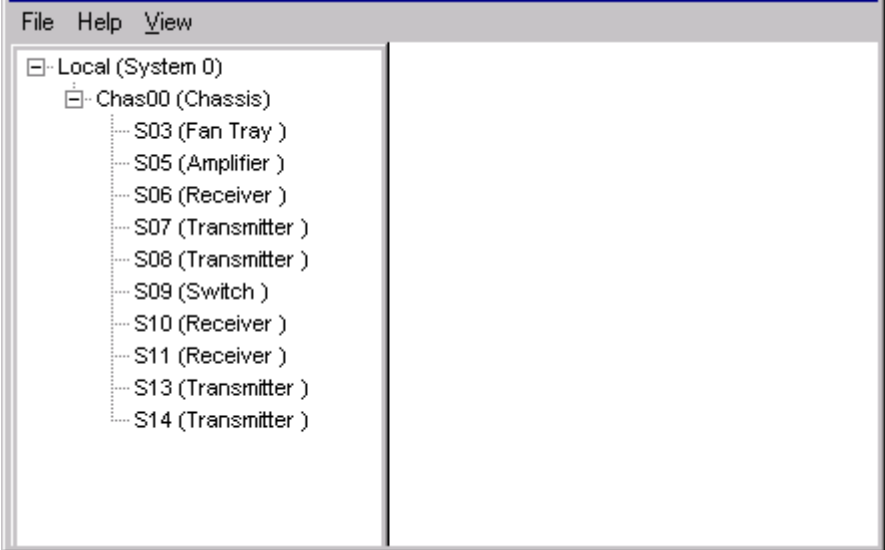 File Help View
Local (System 0)
Chas00 (Chassis)
S03 (Fan Tray )
S05 (Amplifier )
S06 (Receiver )
S07 (Transmitter )
S08 (Transmitter )
S09 (Switch )
S10 (Receiver )
S11 (Receiver )
S13 (Transmitter )
S14 (Transmitter )